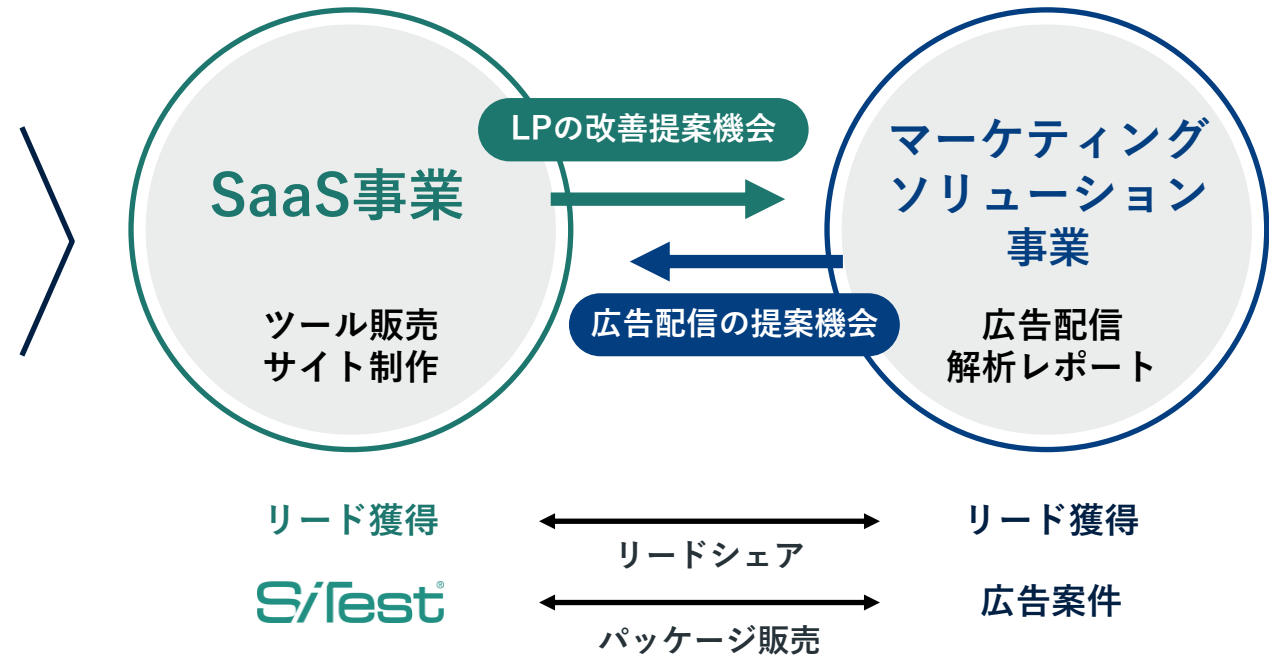 LPの改善提案機会
SaaS事業
マーケティング
ソリューション
事業
広告配信の提案機会
ツール販売
サイト制作
広告配信
解析レポート
リード獲得
リードシェア
リード獲得
SiTest®
パッケージ販売
広告案件